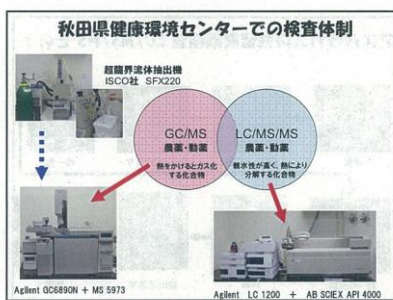 秋田県健康環境センターでの検査体制
超臨界流体抽出機
ISCO社 SFX220
GC/MS
農薬・動薬
熱をかけるとガス化
する化合物
LC/MS/MS
農薬・動薬
親水性が高く、熱により
分解する化合物
Agilent GC6890N + MS 5973
Agilent LC 1200 + AB SCIEX API 4000